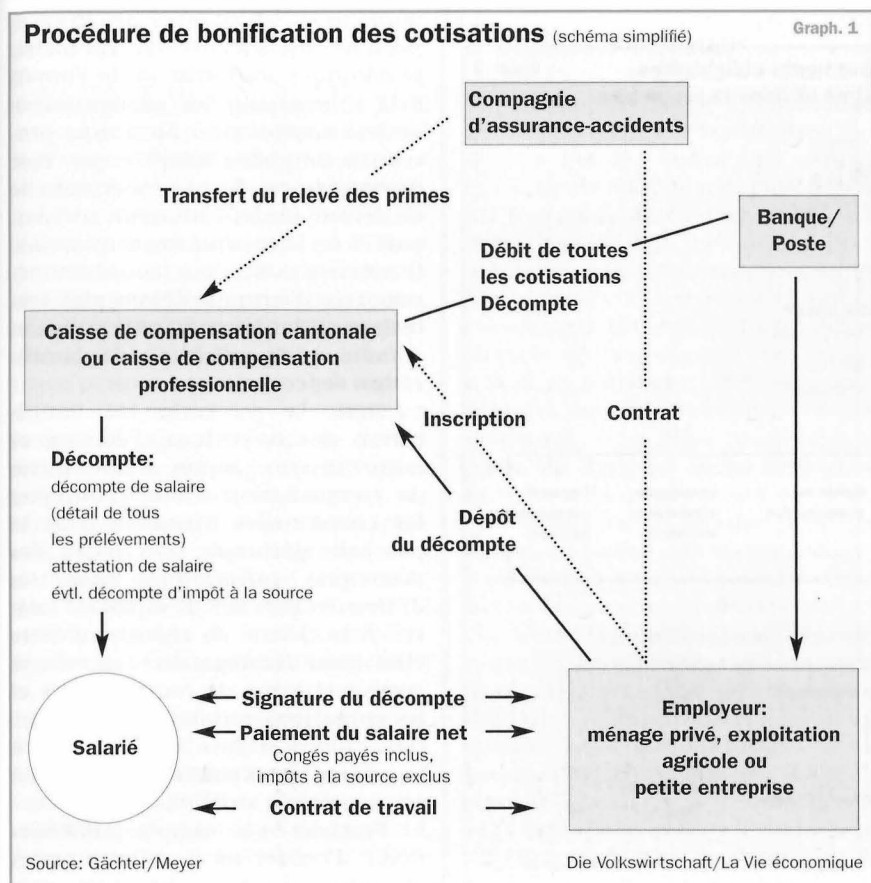 Procédure de bonification des cotisations (schéma simplifié)
Graph. 1
Compagnie
d'assurance-accidents
Transfert du relevé des primes
Banque/
Poste
Débit de toutes
les cotisations
Décompte
Caisse de compensation cantonale
ou caisse de compensation
professionnelle
Inscription
Contrat
Décompte:
décompte de salaire
(détail de tous
les prélévements)
attestation de salaire
évtl. décompte d'impôt à la source
Dépôt
du décompte
Salarié
Signature du décompte
Paiement du salaire net
Congés payés inclus,
impôts à la source exclus
Contrat de travail
Employeur:
ménage privé, exploitation
agricole ou
petite entreprise
Source: Gächter/Meyer
Die Volkswirtschaft/La Vie économique